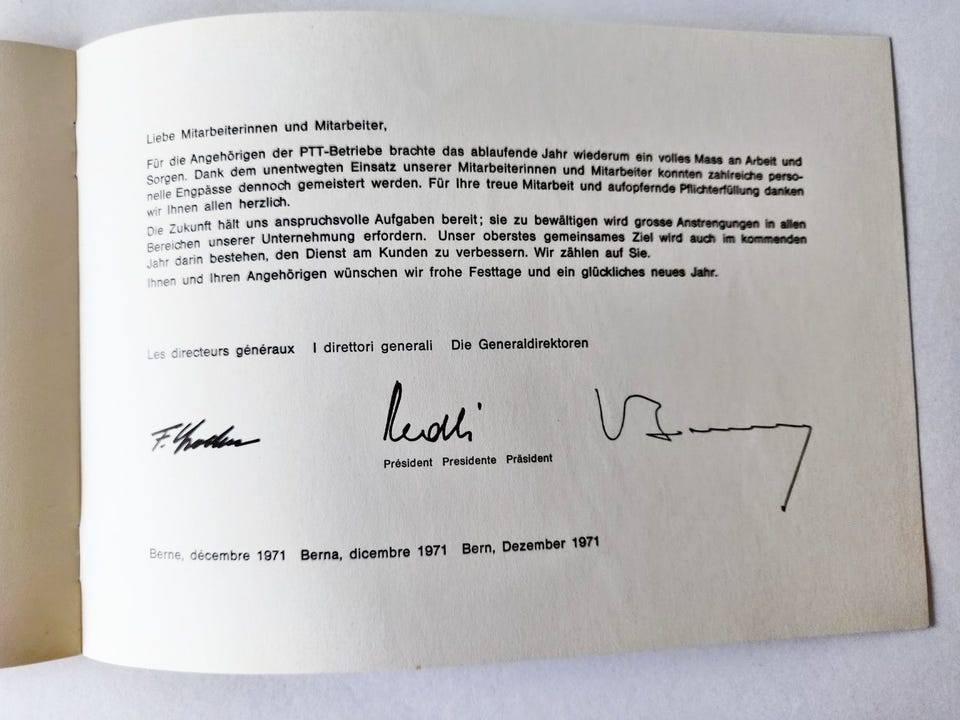 Liebe Mitarbeiterinnen und Mitarbeiter,
Für die Angehörigen der PTT-Betriebe brachte das ablaufende Jahr wiederum ein volles Mass an Arbeit und
Sorgen. Dank dem unentwegten Einsatz unserer Mitarbeiterinnen und Mitarbeiter konnten zahlreiche perso-
nelle Engpässe dennoch gemeistert werden. Für Ihre treue Mitarbeit und aufopfernde Pflichterfüllung danken
wir Ihnen allen herzlich.
Die Zukunft hält uns anspruchsvolle Aufgaben bereit; sie zu bewältigen wird grosse Anstrengungen in allen
Bereichen unserer Unternehmung erfordern. Unser oberstes gemeinsames Ziel wird auch im kommenden
Jahr darin bestehen, den Dienst am Kunden zu verbessern. Wir zählen auf Sie.
Ihnen und Ihren Angehörigen wünschen wir frohe Festtage und ein glückliches neues Jahr.
Les directeurs généraux I direttori generali Die Generaldirektoren
F.
Président Presidente Präsident
Berne, décembre 1971 Berna, dicembre 1971 Bern, Dezember 1971